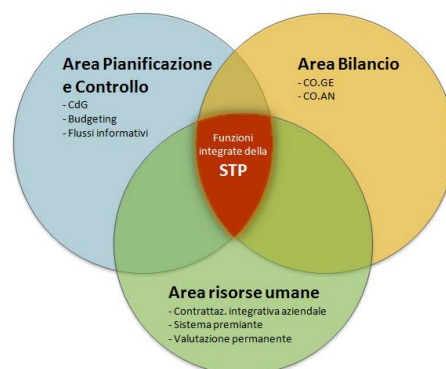 Area Pianificazione
e Controllo
- CdG
- Budgeting
- Flussi informativi
Area Bilancio
- CO.GE
- CO.AN
Funzioni
integrate della
STP
Area risorse umane
- Contrattaz. integrativa aziendale
- Sistema premiante
- Valutazione permanente